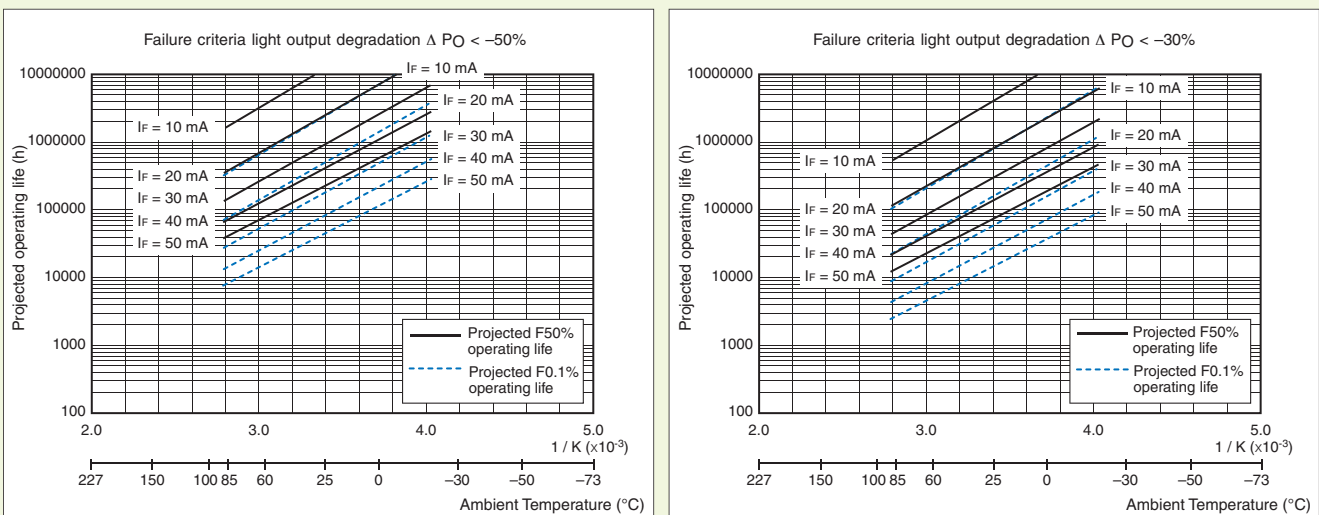 Failure criteria light output degradation Δ PO < –50%
10000000
1000000
100000
10000
1000
100
Projected operating life (h)
IF = 10 mA
IF = 20 mA
IF = 30 mA
IF = 40 mA
IF = 50 mA
IF = 10 mA
IF = 20 mA
IF = 30 mA
IF = 40 mA
IF = 50 mA
Projected F50%
operating life
Projected F0.1%
operating life
2.0 3.0 4.0 5.0
1 / K (x10-3)
227 150 100 85 60 25 0 –30 –50 –73
Ambient Temperature (°C)
Failure criteria light output degradation Δ PO < –30%
10000000
1000000
100000
10000
1000
100
Projected operating life (h)
IF = 10 mA
IF = 20 mA
IF = 30 mA
IF = 40 mA
IF = 50 mA
IF = 10 mA
IF = 20 mA
IF = 30 mA
IF = 40 mA
IF = 50 mA
Projected F50%
operating life
Projected F0.1%
operating life
2.0 3.0 4.0 5.0
1 / K (x10-3)
227 150 100 85 60 25 0 –30 –50 –73
Ambient Temperature (°C)